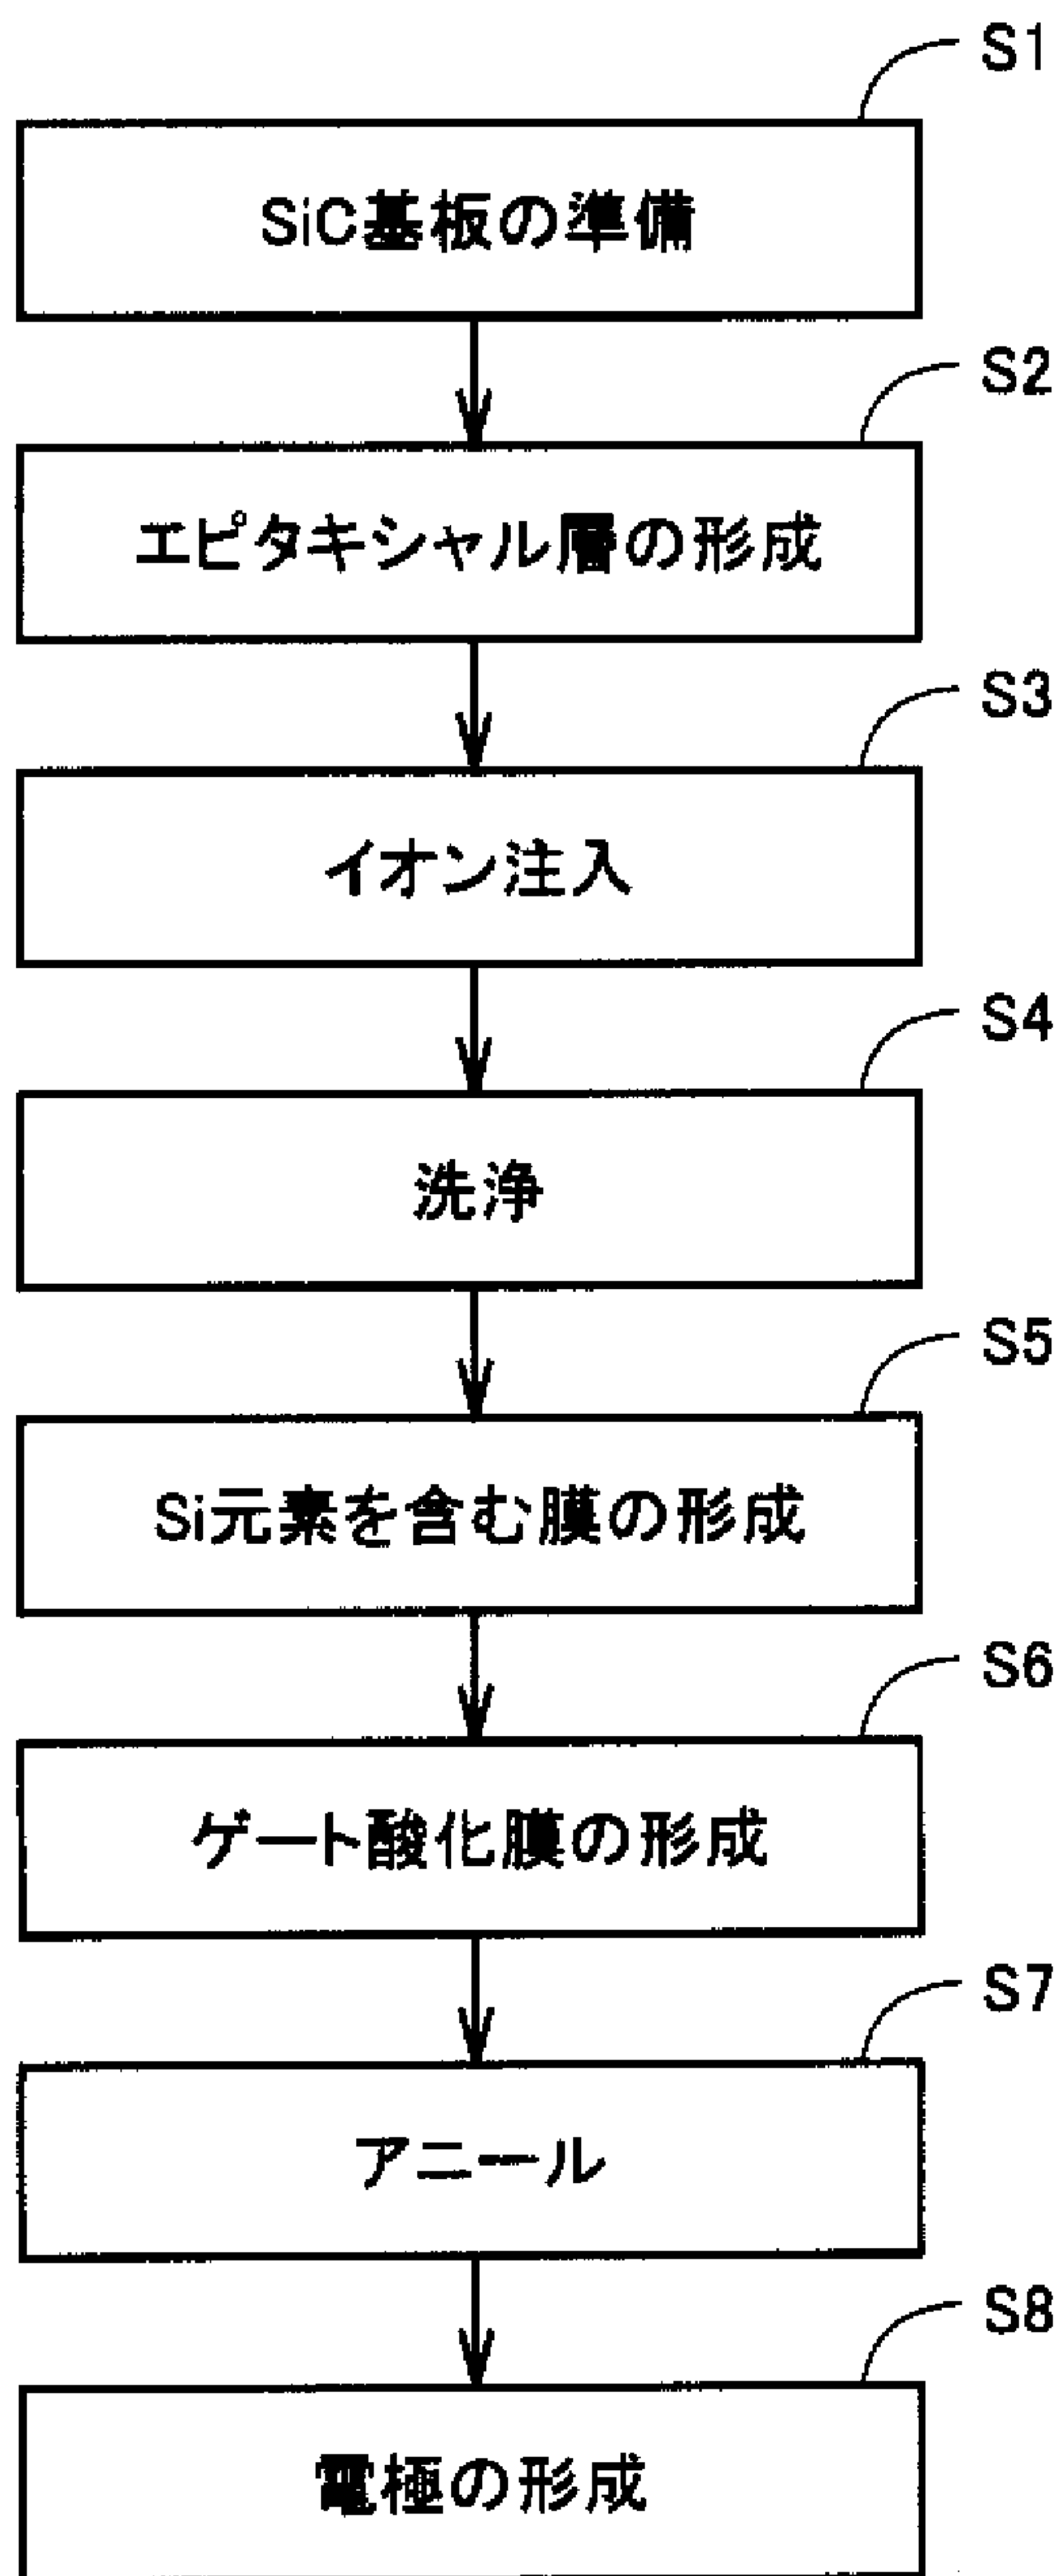 S1
SiC基板の準備
S2
エピタキシャル層の形成
S3
イオン注入
S4
洗浄
S5
Si元素を含む膜の形成
S6
ゲート酸化膜の形成
S7
アニール
S8
電極の形成